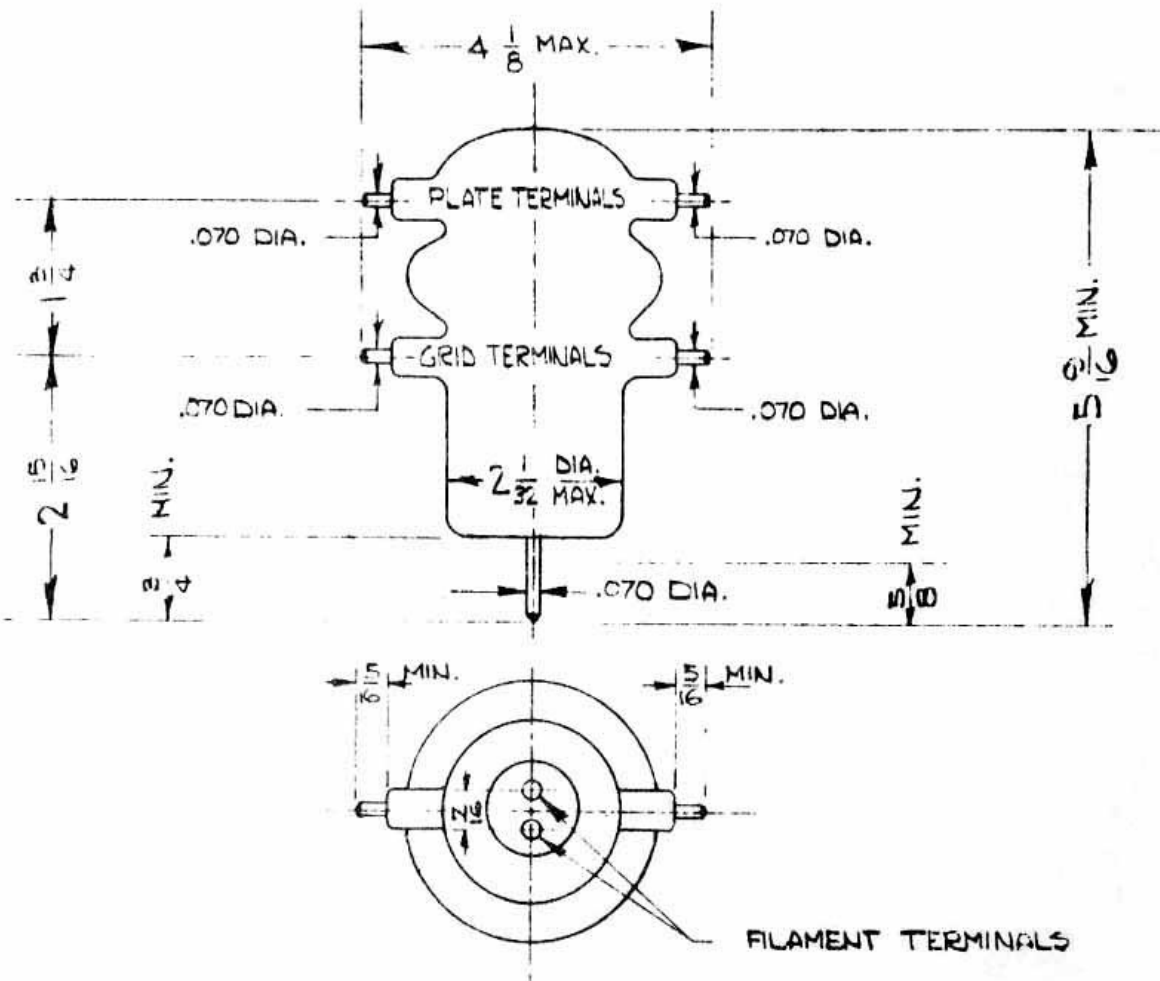 4 1/8 MAX.
PLATE TERMINALS
.070 DIA.
.070 DIA.
1 3/4
GRID TERMINALS
.070 DIA.
.070 DIA.
5 9/16 MIN.
2 15/16
3/4 MIN.
2 1/32 DIA. MAX.
.070 DIA.
5/8 MIN.
5/16 MIN.
5/16 MIN.
7/16
FILAMENT TERMINALS